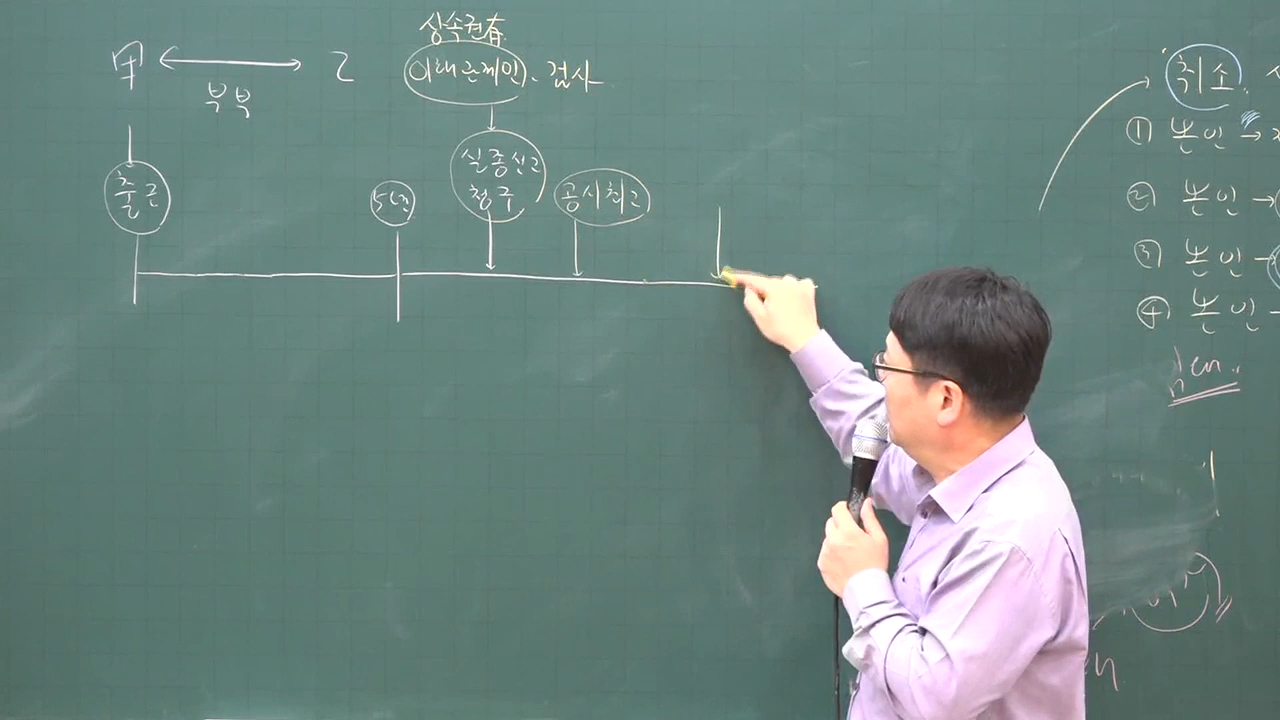 甲 ↔ 乙
부부
상속권有
이해관계인, 검사
출근
5년
실종선고
청구
공시최고
취소
① 본인 →
② 본인 →
③ 본인 →
④ 본인 →